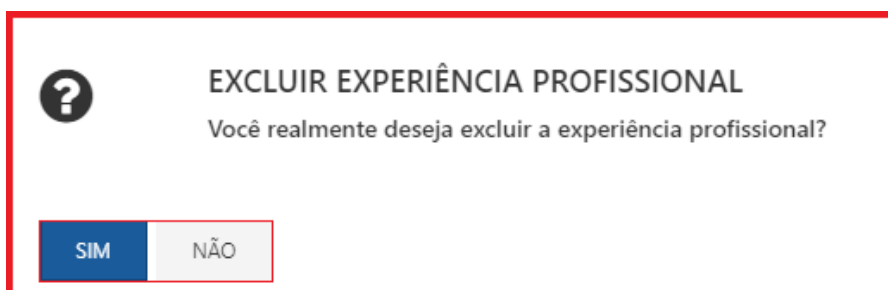 EXCLUIR EXPERIÊNCIA PROFISSIONAL
Você realmente deseja excluir a experiência profissional?
SIM NÃO